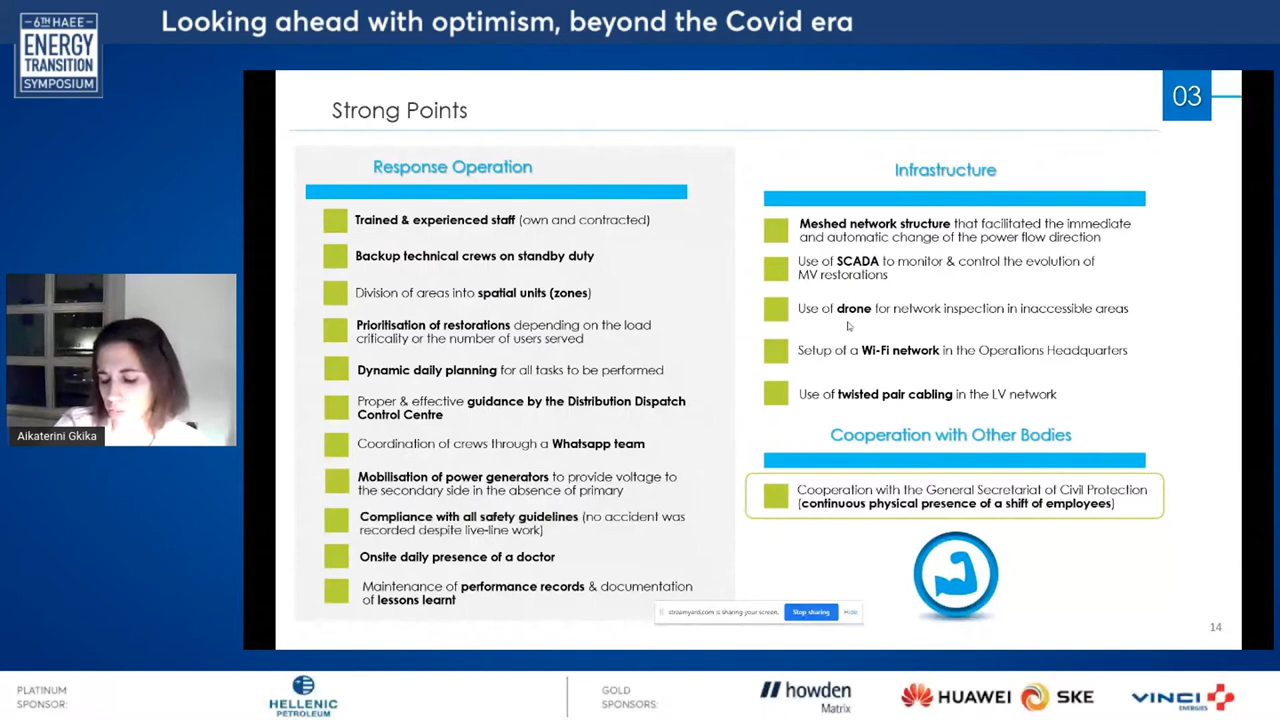 6TH HAEE
ENERGY
TRANSITION
SYMPOSIUM
Looking ahead with optimism, beyond the Covid era
03
Strong Points
Response Operation
Trained & experienced staff (own and contracted)
Backup technical crews on standby duty
Division of areas into spatial units (zones)
Prioritisation of restorations depending on the load
criticality or the number of users served
Dynamic daily planning for all tasks to be performed
Proper & effective guidance by the Distribution Dispatch
Control Centre
Coordination of crews through a Whatsapp team
Mobilisation of power generators to provide voltage to
the secondary side in the absence of primary
Compliance with all safety guidelines (no accident was
recorded despite live-line work)
Onsite daily presence of a doctor
Maintenance of performance records & documentation
of lessons learnt
Infrastructure
Meshed network structure that facilitated the immediate
and automatic change of the power flow direction
Use of SCADA to monitor & control the evolution of
MV restorations
Use of drone for network inspection in inaccessible areas
Setup of a Wi-Fi network in the Operations Headquarters
Use of twisted pair cabling in the LV network
Cooperation with Other Bodies
Cooperation with the General Secretariat of Civil Protection
(continuous physical presence of a shift of employees)
streamyard.com is sharing your screen. Stop sharing Hide
14
Aikaterini Gkika
PLATINUM
SPONSOR:
HELLENIC
PETROLEUM
GOLD
SPONSORS:
howden
Matrix
HUAWEI
SKE
VINCI
ENERGIES